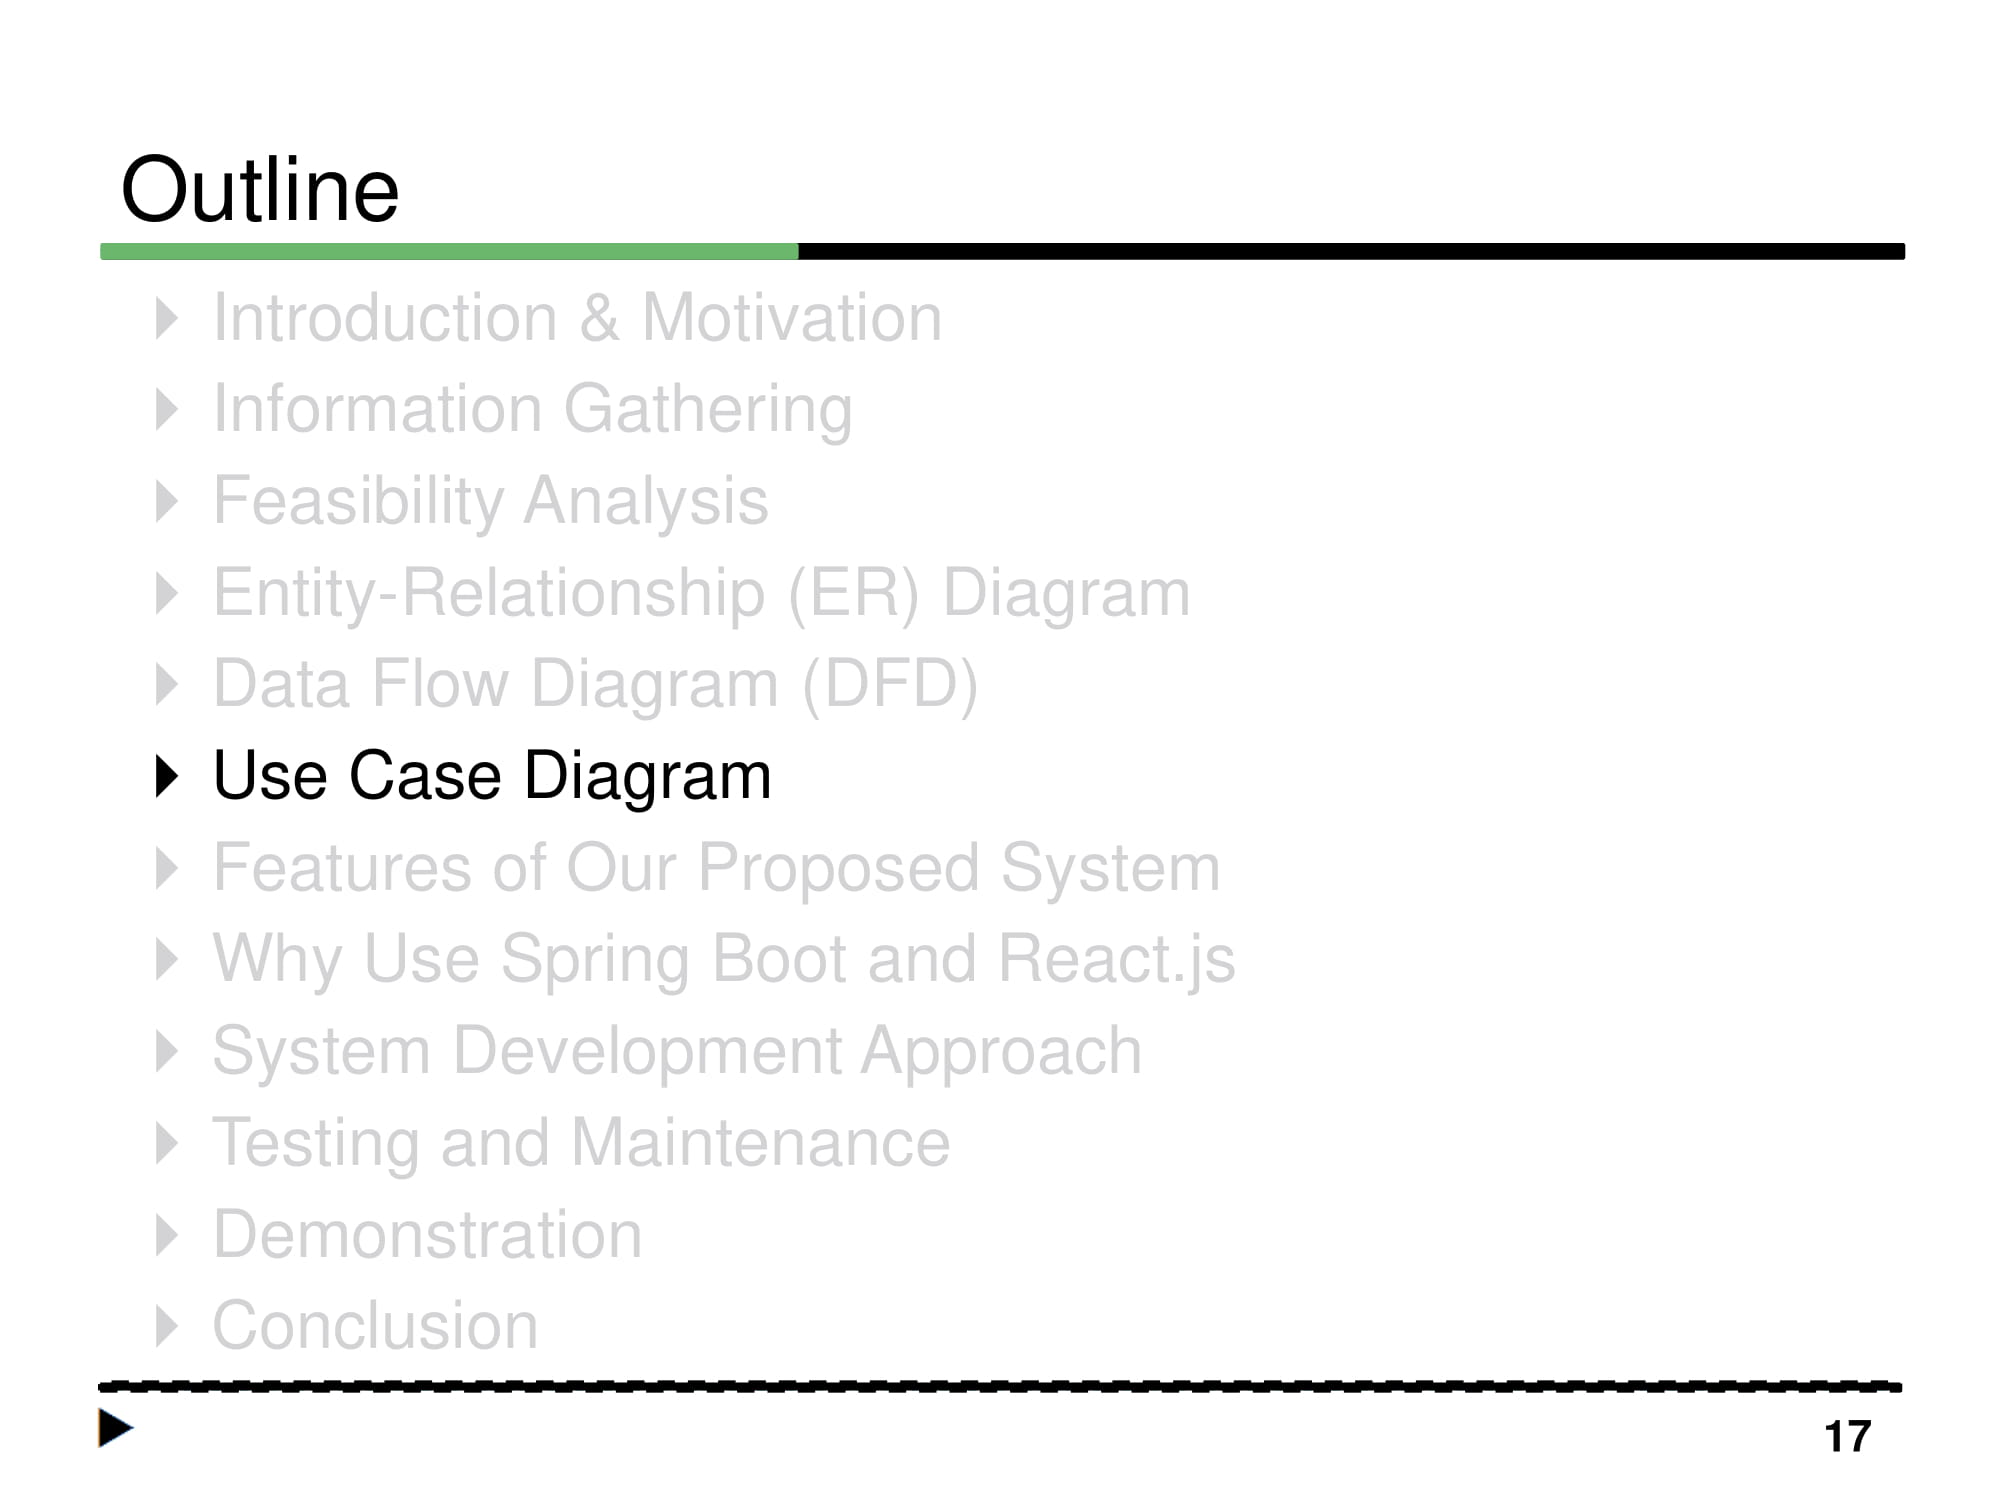 Outline
Introduction & Motivation
Information Gathering
Feasibility Analysis
Entity-Relationship (ER) Diagram
Data Flow Diagram (DFD)
Use Case Diagram
Features of Our Proposed System
Why Use Spring Boot and React.js
System Development Approach
Testing and Maintenance
Demonstration
Conclusion
17